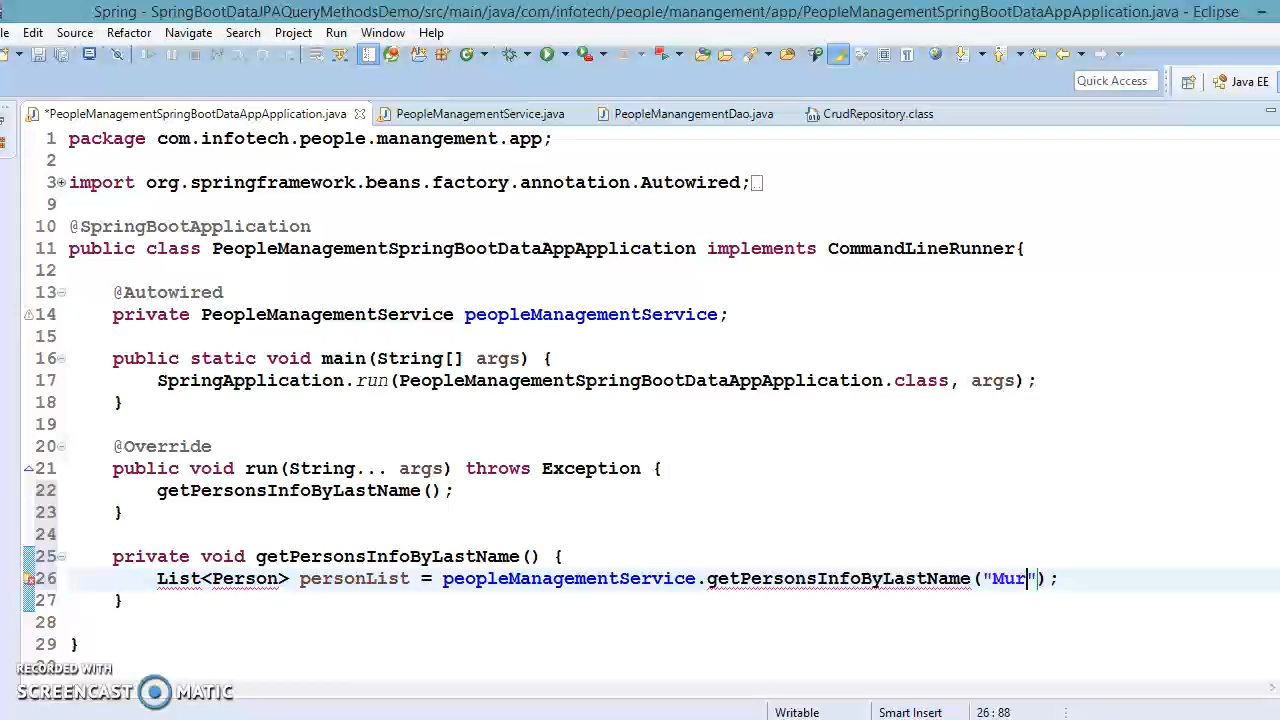 Spring - SpringBootDataJPAQueryMethodsDemo/src/main/java/com/infotech/people/manangement/app/PeopleManagementSpringBootDataAppApplication.java - Eclipse
le Edit Source Refactor Navigate Search Project Run Window Help
Quick Access Java EE
*PeopleManagementSpringBootDataAppApplication.java PeopleManagementService.java PeopleManangementDao.java CrudRepository.class
1 package com.infotech.people.manangement.app;
2
3 import org.springframework.beans.factory.annotation.Autowired;
9
10 @SpringBootApplication
11 public class PeopleManagementSpringBootDataAppApplication implements CommandLineRunner{
12
13 @Autowired
14 private PeopleManagementService peopleManagementService;
15
16 public static void main(String[] args) {
17 SpringApplication.run(PeopleManagementSpringBootDataAppApplication.class, args);
18 }
19
20 @Override
21 public void run(String... args) throws Exception {
22 getPersonsInfoByLastName();
23 }
24
25 private void getPersonsInfoByLastName() {
26 List<Person> personList = peopleManagementService.getPersonsInfoByLastName("Mur");
27 }
28
29 }
RECORDED WITH
SCREENCAST MATIC
Writable Smart Insert 26:88